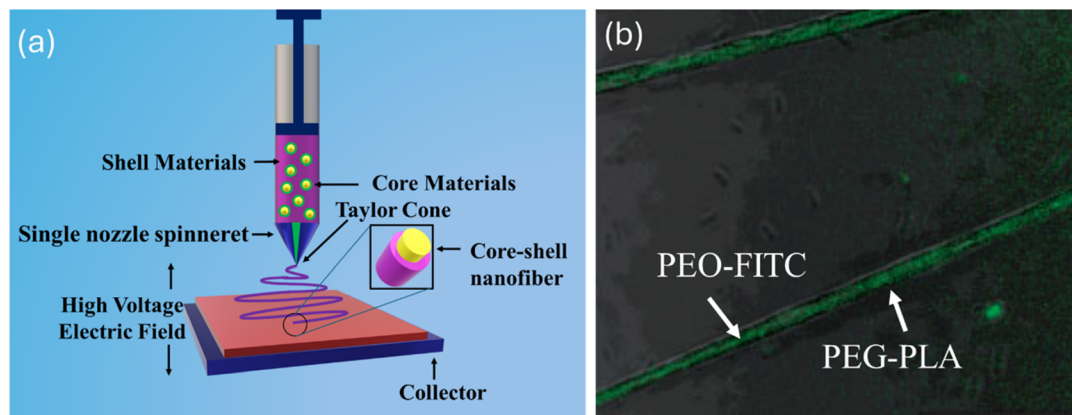 (a)
Shell Materials
Core Materials
Taylor Cone
Single nozzle spinneret
Core-shell
nanofiber
High Voltage
Electric Field
Collector
(b)
PEO-FITC
PEG-PLA